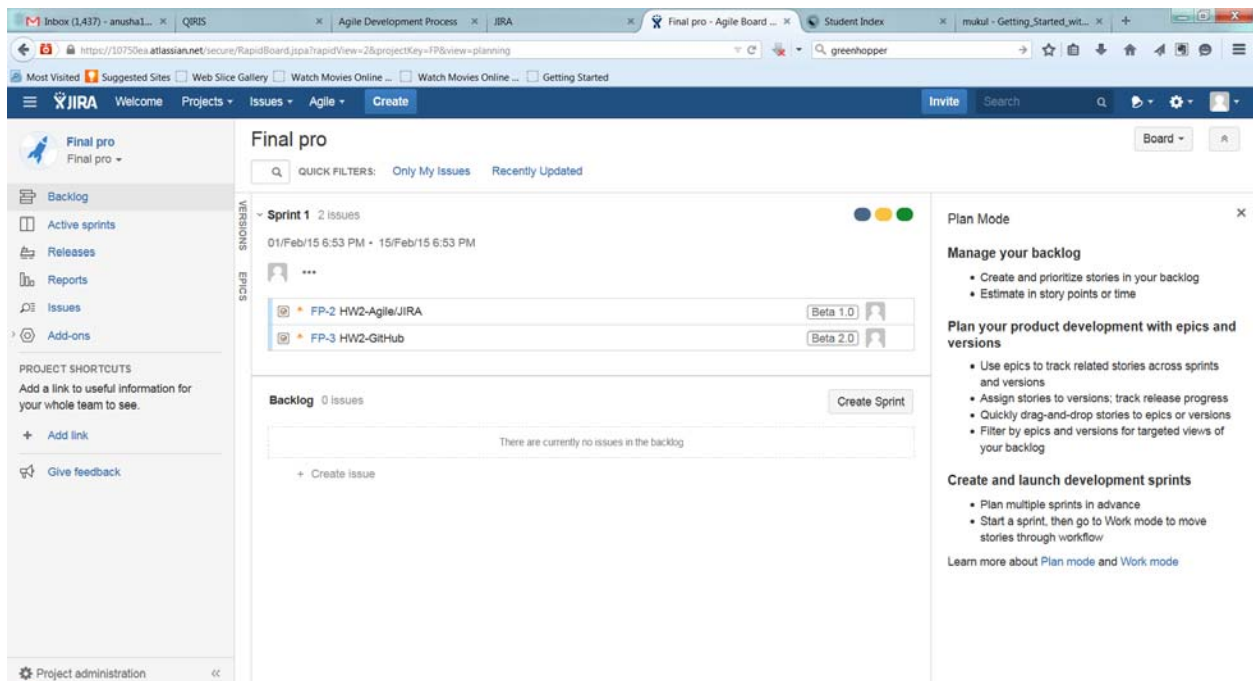 Inbox (1,437) - anusha1... × QIRIS × Agile Development Process × JIRA × Final pro - Agile Board ... × Student Index × mukul - Getting_Started_wit... × +
https://10750ea.atlassian.net/secure/RapidBoard.jspa?rapidView=2&projectKey=FP&view=planning greenhopper
Most Visited Suggested Sites Web Slice Gallery Watch Movies Online ... Watch Movies Online ... Getting Started
JIRA Welcome Projects Issues Agile Create Invite Search
Final pro
Final pro
Backlog
Active sprints
Releases
Reports
Issues
Add-ons
PROJECT SHORTCUTS
Add a link to useful information for
your whole team to see.
+ Add link
Give feedback
Project administration <<
Final pro
Board
QUICK FILTERS: Only My Issues Recently Updated
VERSIONS
EPICS
Sprint 1 2 issues
01/Feb/15 6:53 PM • 15/Feb/15 6:53 PM
•••
FP-2 HW2-Agile/JIRA Beta 1.0
FP-3 HW2-GitHub Beta 2.0
Backlog 0 issues Create Sprint
There are currently no issues in the backlog
+ Create issue
Plan Mode ×
Manage your backlog
• Create and prioritize stories in your backlog
• Estimate in story points or time
Plan your product development with epics and
versions
• Use epics to track related stories across sprints
and versions
• Assign stories to versions; track release progress
• Quickly drag-and-drop stories to epics or versions
• Filter by epics and versions for targeted views of
your backlog
Create and launch development sprints
• Plan multiple sprints in advance
• Start a sprint, then go to Work mode to move
stories through workflow
Learn more about Plan mode and Work mode